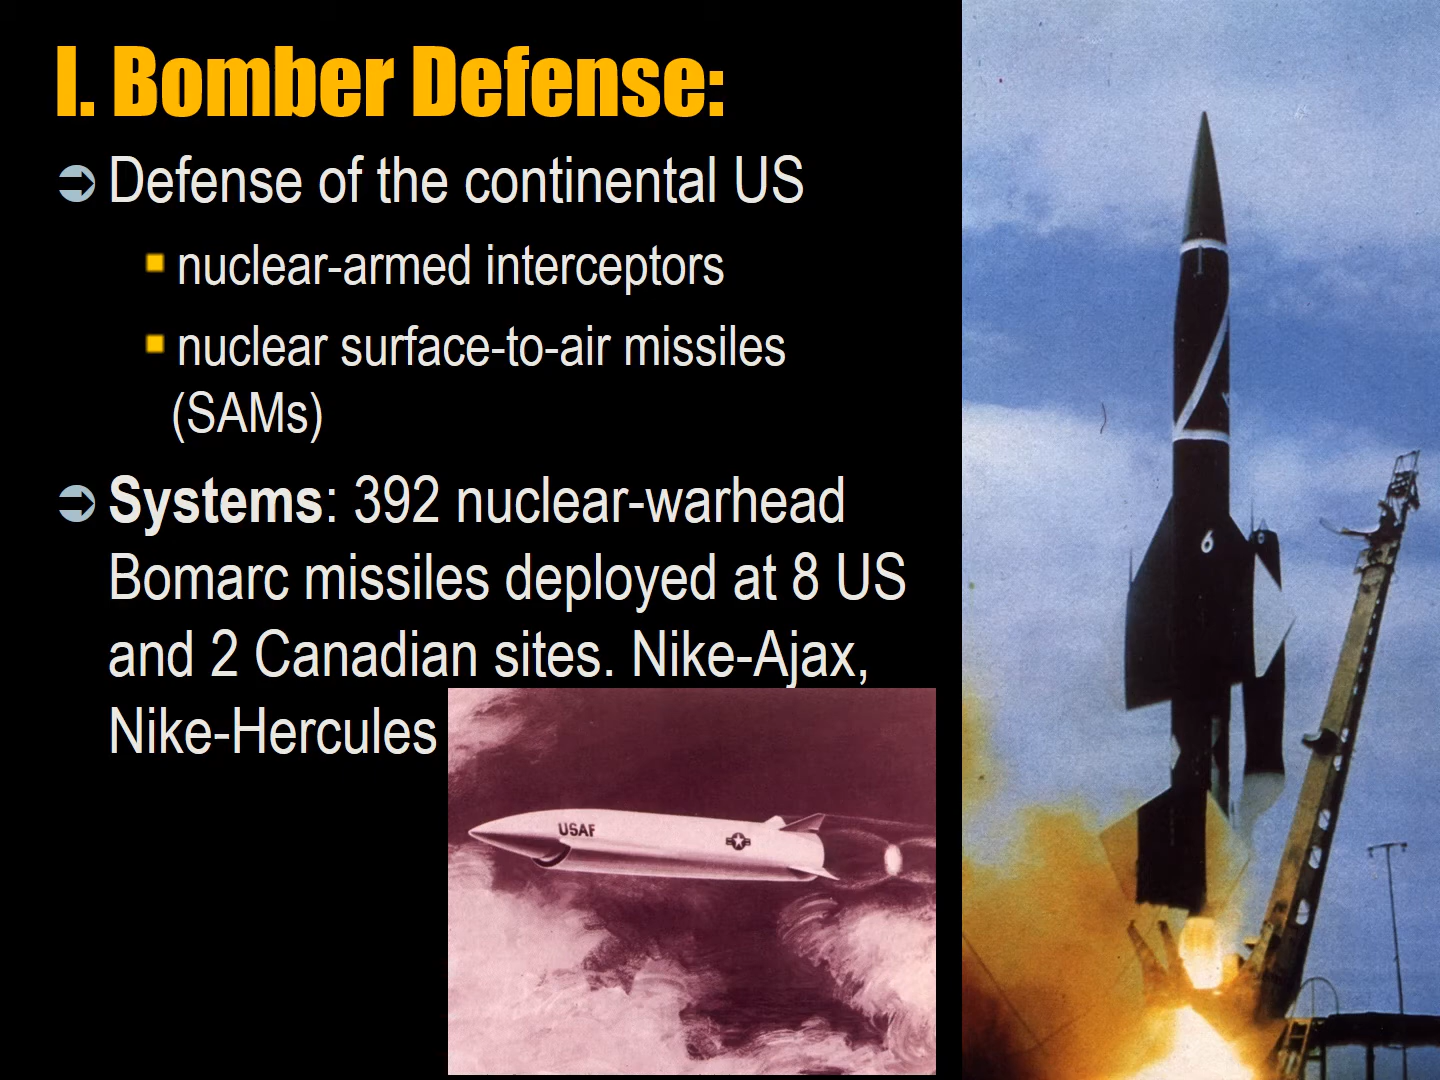 I. Bomber Defense:
Defense of the continental US
nuclear-armed interceptors
nuclear surface-to-air missiles
(SAMs)
Systems: 392 nuclear-warhead
Bomarc missiles deployed at 8 US
and 2 Canadian sites. Nike-Ajax,
Nike-Hercules
USAF
6